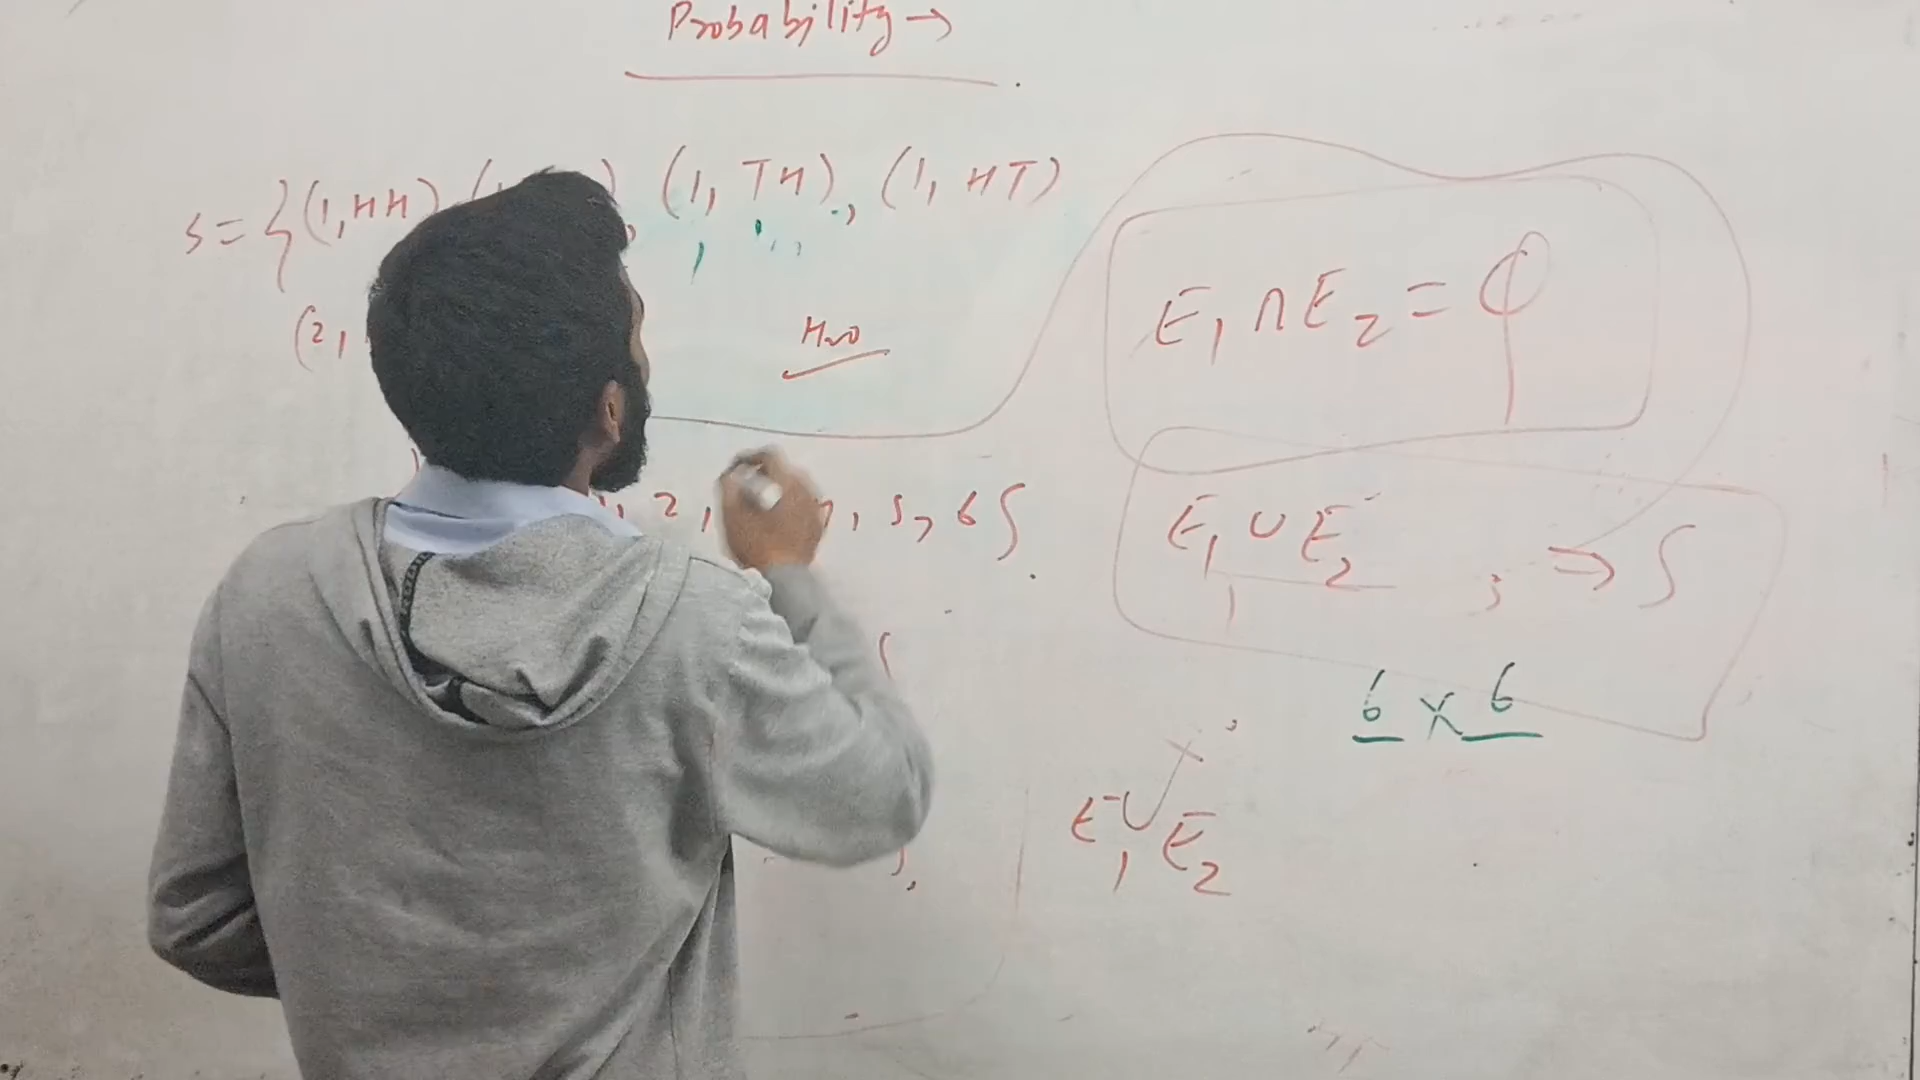 Probability →
S = { (1, HH) (1, TH), (1, HT)
(2,
H2O
2, , 5, 6 }
E1 ∩ E2 = φ
E1 ∪ E2 ; ⇒ S
6 x 6
E1 ∪ E2